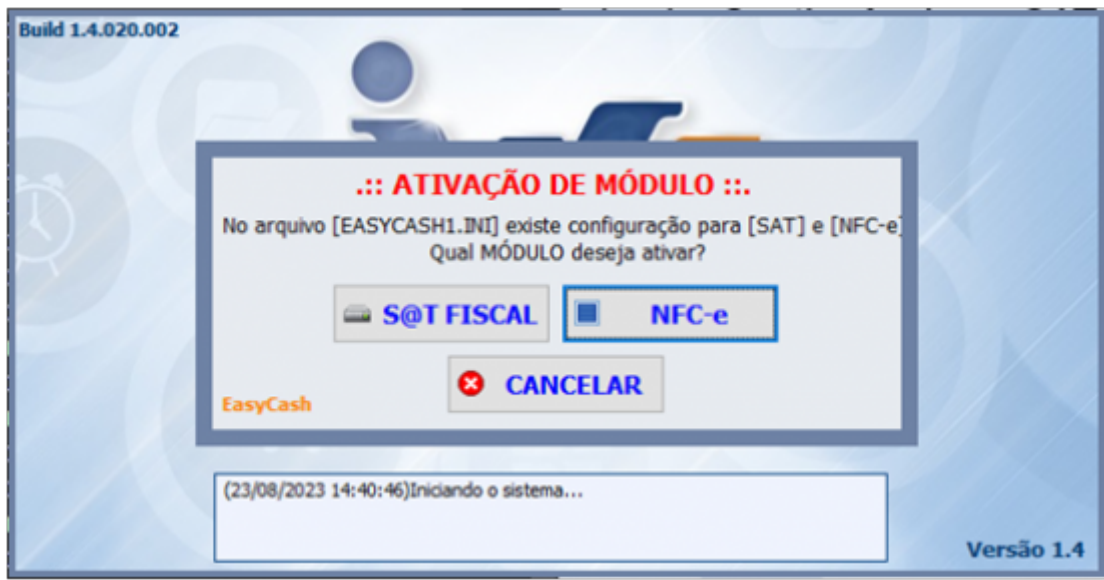 Build 1.4.020.002
.:: ATIVAÇÃO DE MÓDULO ::.
No arquivo [EASYCASH1.INI] existe configuração para [SAT] e [NFC-e]
Qual MÓDULO deseja ativar?
S@T FISCAL
NFC-e
CANCELAR
EasyCash
(23/08/2023 14:40:46)Iniciando o sistema...
Versão 1.4